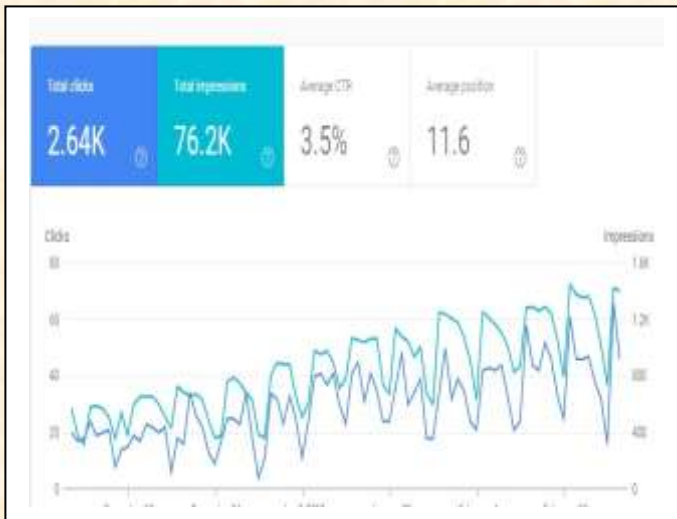 Total clicks Total impressions Average CTR Average position
2.64K 76.2K 3.5% 11.6
Clicks Impressions
80 1.6K
60 1.2K
40 800
20 400
0 0